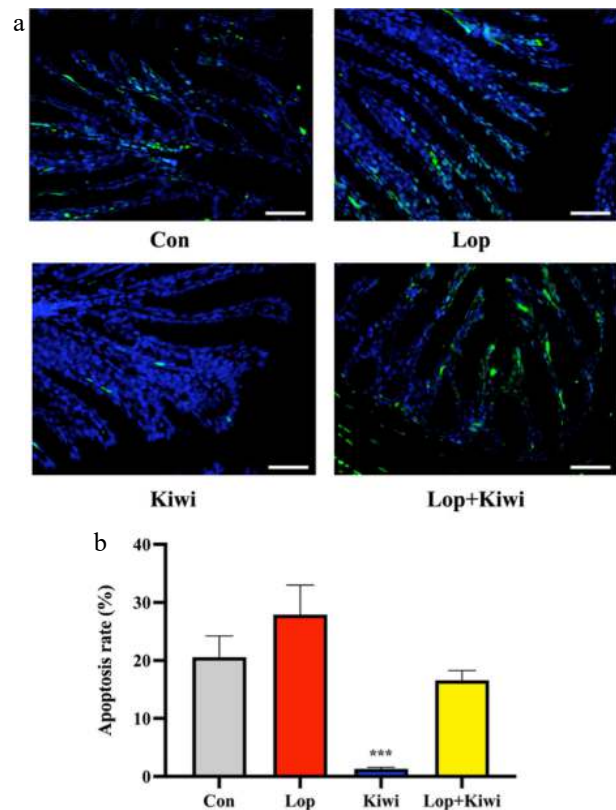 a
Con
Lop
Kiwi
Lop+Kiwi
b
Apoptosis rate (%)
40
30
20
10
0
***
Con
Lop
Kiwi
Lop+Kiwi